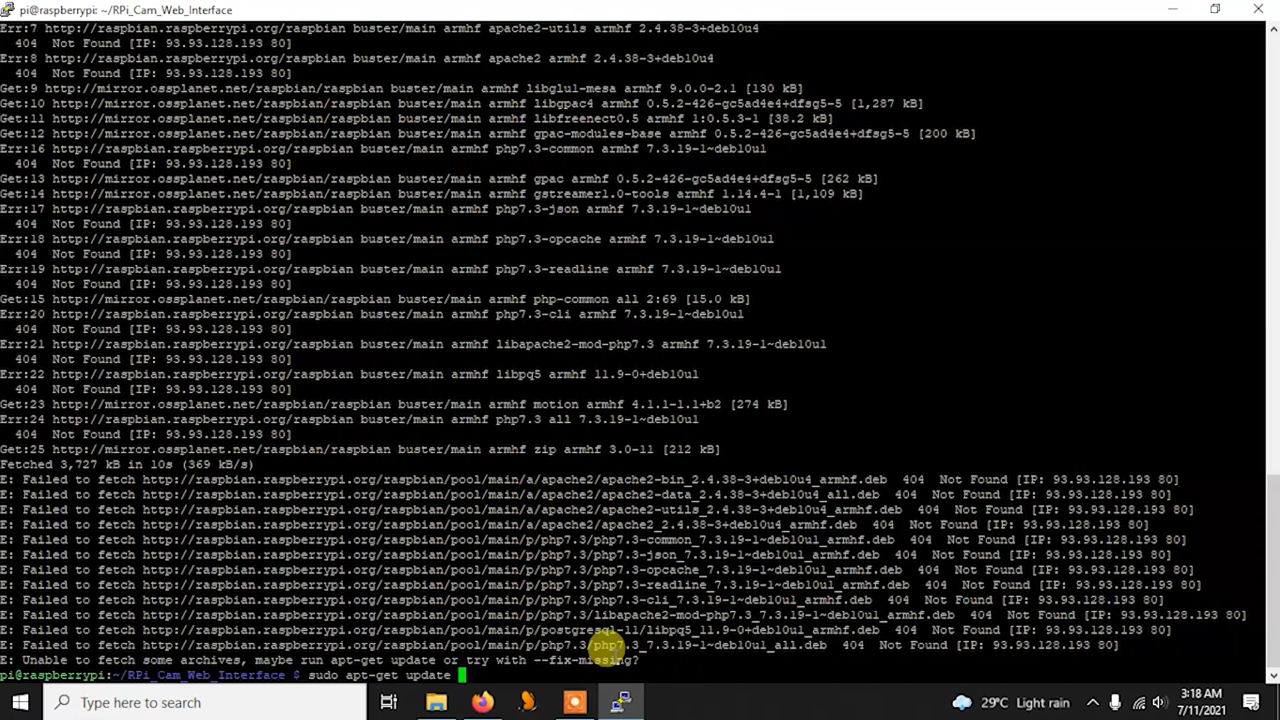 pi@raspberrypi: ~/RPi_Cam_Web_Interface
Err:7 http://raspbian.raspberrypi.org/raspbian buster/main armhf apache2-utils armhf 2.4.38-3+deb10u4
404  Not Found [IP: 93.93.128.193 80]
Err:8 http://raspbian.raspberrypi.org/raspbian buster/main armhf apache2 armhf 2.4.38-3+deb10u4
404  Not Found [IP: 93.93.128.193 80]
Get:9 http://mirror.ossplanet.net/raspbian/raspbian buster/main armhf libglu1-mesa armhf 9.0.0-2.1 [130 kB]
Get:10 http://mirror.ossplanet.net/raspbian/raspbian buster/main armhf libgpac4 armhf 0.5.2-426-gc5ad4e4+dfsg5-5 [1,287 kB]
Get:11 http://mirror.ossplanet.net/raspbian/raspbian buster/main armhf libfreenect0.5 armhf 1:0.5.3-1 [38.2 kB]
Get:12 http://mirror.ossplanet.net/raspbian/raspbian buster/main armhf gpac-modules-base armhf 0.5.2-426-gc5ad4e4+dfsg5-5 [200 kB]
Err:16 http://raspbian.raspberrypi.org/raspbian buster/main armhf php7.3-common armhf 7.3.19-1~deb10u1
404  Not Found [IP: 93.93.128.193 80]
Get:13 http://mirror.ossplanet.net/raspbian/raspbian buster/main armhf gpac armhf 0.5.2-426-gc5ad4e4+dfsg5-5 [262 kB]
Get:14 http://mirror.ossplanet.net/raspbian/raspbian buster/main armhf gstreamer1.0-tools armhf 1.14.4-1 [1,109 kB]
Err:17 http://raspbian.raspberrypi.org/raspbian buster/main armhf php7.3-json armhf 7.3.19-1~deb10u1
404  Not Found [IP: 93.93.128.193 80]
Err:18 http://raspbian.raspberrypi.org/raspbian buster/main armhf php7.3-opcache armhf 7.3.19-1~deb10u1
404  Not Found [IP: 93.93.128.193 80]
Err:19 http://raspbian.raspberrypi.org/raspbian buster/main armhf php7.3-readline armhf 7.3.19-1~deb10u1
404  Not Found [IP: 93.93.128.193 80]
Get:15 http://mirror.ossplanet.net/raspbian/raspbian buster/main armhf php-common all 2:69 [15.0 kB]
Err:20 http://raspbian.raspberrypi.org/raspbian buster/main armhf php7.3-cli armhf 7.3.19-1~deb10u1
404  Not Found [IP: 93.93.128.193 80]
Err:21 http://raspbian.raspberrypi.org/raspbian buster/main armhf libapache2-mod-php7.3 armhf 7.3.19-1~deb10u1
404  Not Found [IP: 93.93.128.193 80]
Err:22 http://raspbian.raspberrypi.org/raspbian buster/main armhf libpq5 armhf 11.9-0+deb10u1
404  Not Found [IP: 93.93.128.193 80]
Get:23 http://mirror.ossplanet.net/raspbian/raspbian buster/main armhf motion armhf 4.1.1-1.1+b2 [274 kB]
Err:24 http://raspbian.raspberrypi.org/raspbian buster/main armhf php7.3 all 7.3.19-1~deb10u1
404  Not Found [IP: 93.93.128.193 80]
Get:25 http://mirror.ossplanet.net/raspbian/raspbian buster/main armhf zip armhf 3.0-11 [212 kB]
Fetched 3,727 kB in 10s (369 kB/s)
E: Failed to fetch http://raspbian.raspberrypi.org/raspbian/pool/main/a/apache2/apache2-bin_2.4.38-3+deb10u4_armhf.deb  404  Not Found [IP: 93.93.128.193 80]
E: Failed to fetch http://raspbian.raspberrypi.org/raspbian/pool/main/a/apache2/apache2-data_2.4.38-3+deb10u4_all.deb  404  Not Found [IP: 93.93.128.193 80]
E: Failed to fetch http://raspbian.raspberrypi.org/raspbian/pool/main/a/apache2/apache2-utils_2.4.38-3+deb10u4_armhf.deb  404  Not Found [IP: 93.93.128.193 80]
E: Failed to fetch http://raspbian.raspberrypi.org/raspbian/pool/main/a/apache2/apache2_2.4.38-3+deb10u4_armhf.deb  404  Not Found [IP: 93.93.128.193 80]
E: Failed to fetch http://raspbian.raspberrypi.org/raspbian/pool/main/p/php7.3/php7.3-common_7.3.19-1~deb10u1_armhf.deb  404  Not Found [IP: 93.93.128.193 80]
E: Failed to fetch http://raspbian.raspberrypi.org/raspbian/pool/main/p/php7.3/php7.3-json_7.3.19-1~deb10u1_armhf.deb  404  Not Found [IP: 93.93.128.193 80]
E: Failed to fetch http://raspbian.raspberrypi.org/raspbian/pool/main/p/php7.3/php7.3-opcache_7.3.19-1~deb10u1_armhf.deb  404  Not Found [IP: 93.93.128.193 80]
E: Failed to fetch http://raspbian.raspberrypi.org/raspbian/pool/main/p/php7.3/php7.3-readline_7.3.19-1~deb10u1_armhf.deb  404  Not Found [IP: 93.93.128.193 80]
E: Failed to fetch http://raspbian.raspberrypi.org/raspbian/pool/main/p/php7.3/php7.3-cli_7.3.19-1~deb10u1_armhf.deb  404  Not Found [IP: 93.93.128.193 80]
E: Failed to fetch http://raspbian.raspberrypi.org/raspbian/pool/main/p/php7.3/libapache2-mod-php7.3_7.3.19-1~deb10u1_armhf.deb  404  Not Found [IP: 93.93.128.193 80]
E: Failed to fetch http://raspbian.raspberrypi.org/raspbian/pool/main/p/postgresql-11/libpq5_11.9-0+deb10u1_armhf.deb  404  Not Found [IP: 93.93.128.193 80]
E: Failed to fetch http://raspbian.raspberrypi.org/raspbian/pool/main/p/php7.3/php7.3_7.3.19-1~deb10u1_all.deb  404  Not Found [IP: 93.93.128.193 80]
E: Unable to fetch some archives, maybe run apt-get update or try with --fix-missing?
pi@raspberrypi:~/RPi_Cam_Web_Interface $ sudo apt-get update
Type here to search
29°C Light rain
3:18 AM
7/11/2021